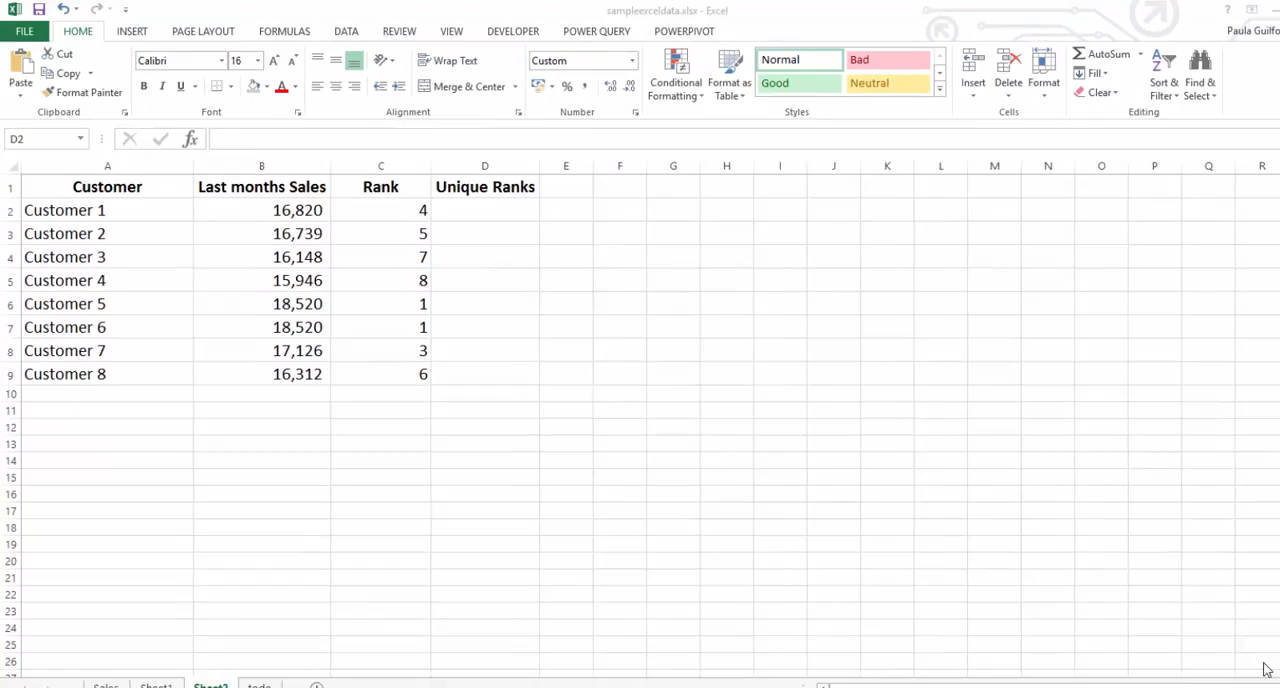 sampleexceldata.xlsx - Excel
?
FILE HOME INSERT PAGE LAYOUT FORMULAS DATA REVIEW VIEW DEVELOPER POWER QUERY POWERPIVOT Paula Guilfo
Paste
Cut
Copy
Format Painter
Clipboard
Calibri 16 A A
B I U A
Font
Wrap Text
Merge & Center
Alignment
Custom
% ,
Number
Conditional Formatting
Format as Table
Normal Bad
Good Neutral
Styles
Insert Delete Format
Cells
AutoSum
Fill
Clear
Sort & Filter
Find & Select
Editing
D2 fx
A B C D E F G H I J K L M N O P Q R
1 Customer Last months Sales Rank Unique Ranks
2 Customer 1 16,820 4
3 Customer 2 16,739 5
4 Customer 3 16,148 7
5 Customer 4 15,946 8
6 Customer 5 18,520 1
7 Customer 6 18,520 1
8 Customer 7 17,126 3
9 Customer 8 16,312 6
10
11
12
13
14
15
16
17
18
19
20
21
22
23
24
25
26
Sales Sheet1